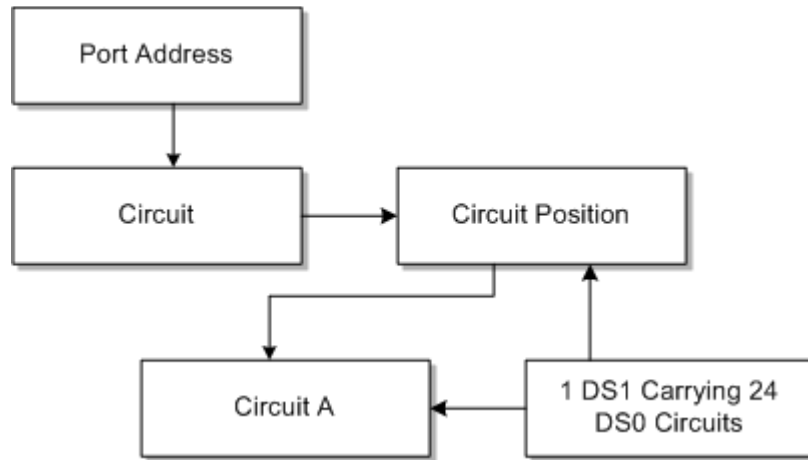 Port Address
Circuit
Circuit Position
Circuit A
1 DS1 Carrying 24
DS0 Circuits